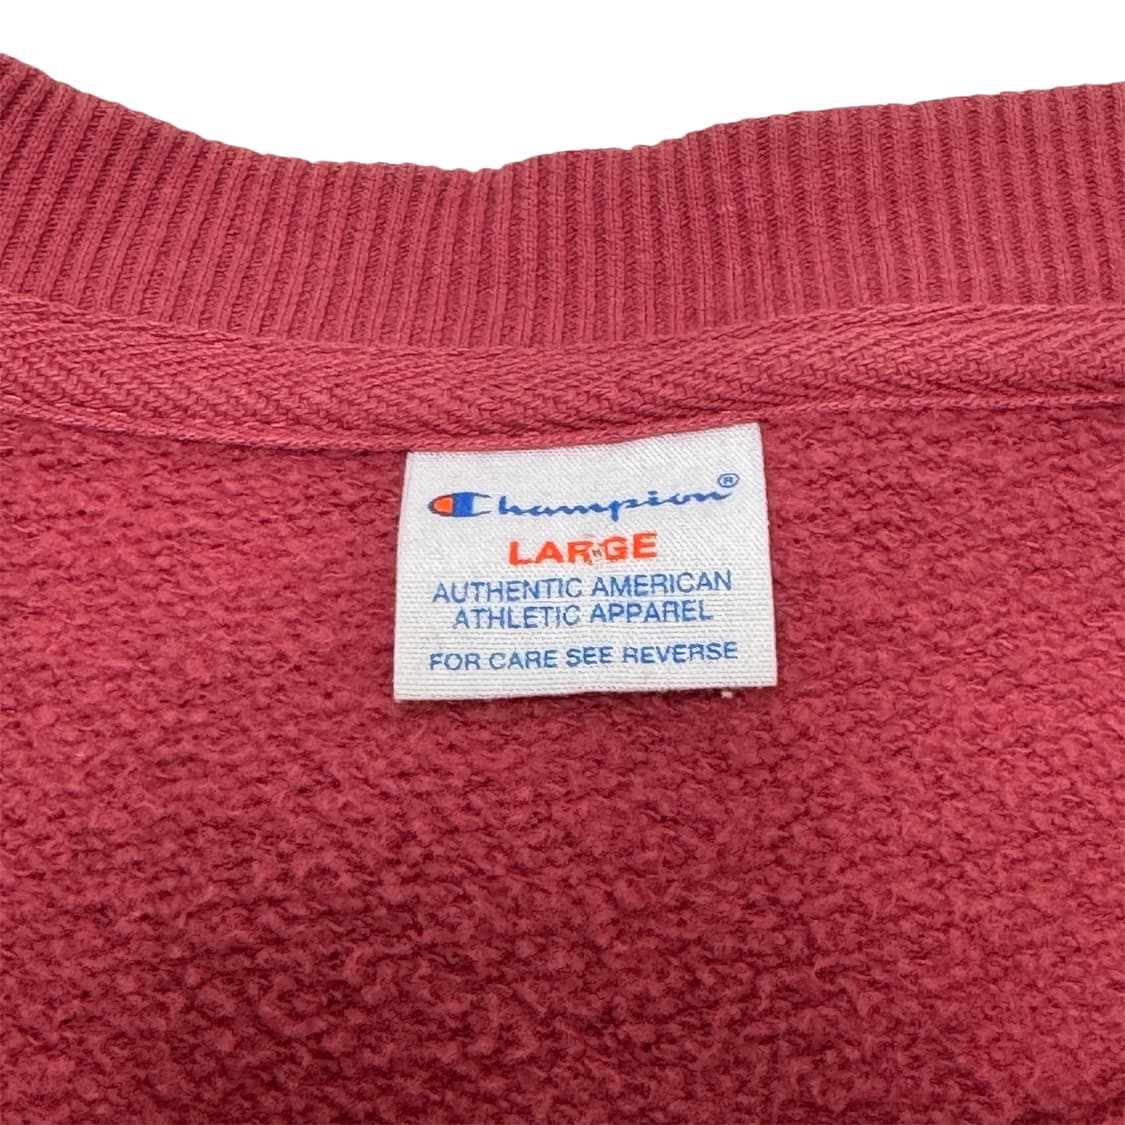 Champion®
LARGE
AUTHENTIC AMERICAN
ATHLETIC APPAREL
FOR CARE SEE REVERSE